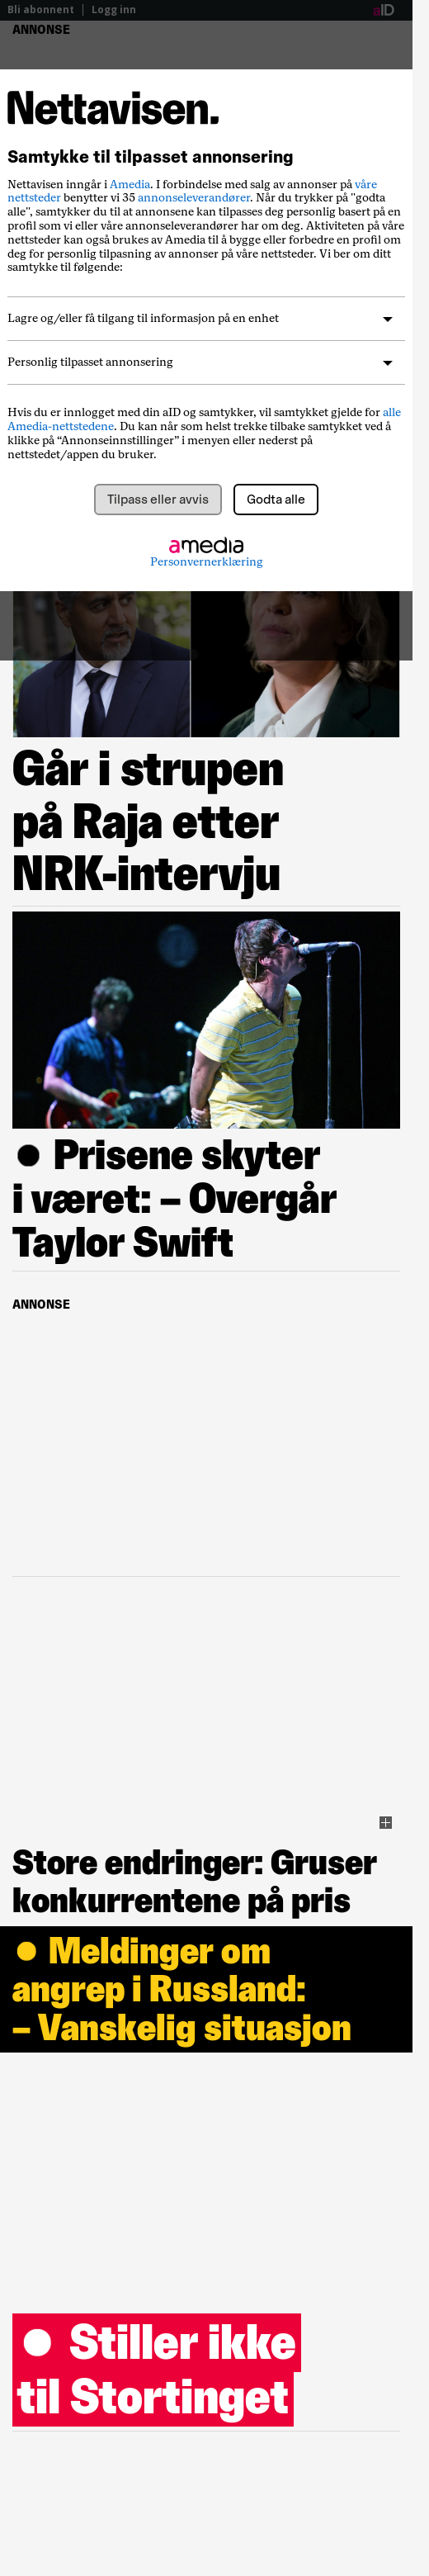 Bli abonnent | Logg inn aID
ANNONSE
Nettavisen.
Samtykke til tilpasset annonsering
Nettavisen inngår i Amedia. I forbindelse med salg av annonser på våre
nettsteder benytter vi 35 annonseleverandører. Når du trykker på "godta
alle", samtykker du til at annonsene kan tilpasses deg personlig basert på en
profil som vi eller våre annonseleverandører har om deg. Aktiviteten på våre
nettsteder kan også brukes av Amedia til å bygge eller forbedre en profil om
deg for personlig tilpasning av annonser på våre nettsteder. Vi ber om ditt
samtykke til følgende:
Lagre og/eller få tilgang til informasjon på en enhet
Personlig tilpasset annonsering
Hvis du er innlogget med din aID og samtykker, vil samtykket gjelde for alle
Amedia-nettstedene. Du kan når som helst trekke tilbake samtykket ved å
klikke på “Annonseinnstillinger” i menyen eller nederst på
nettstedet/appen du bruker.
Tilpass eller avvis Godta alle
amedia
Personvernerklæring
Går i strupen
på Raja etter
NRK-intervju
Prisene skyter
i været: – Overgår
Taylor Swift
ANNONSE
Store endringer: Gruser
konkurrentene på pris
Meldinger om
angrep i Russland:
– Vanskelig situasjon
Stiller ikke
til Stortinget